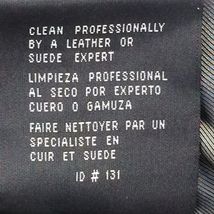 CLEAN PROFESSIONALLY
BY A LEATHER OR
SUEDE EXPERT
LIMPIEZA PROFESSIONAL
AL SECO POR EXPERTO
CUERO O GAMUZA
FAIRE NETTOYER PAR UN
SPECIALISTE EN
CUIR ET SUEDE
ID # 131